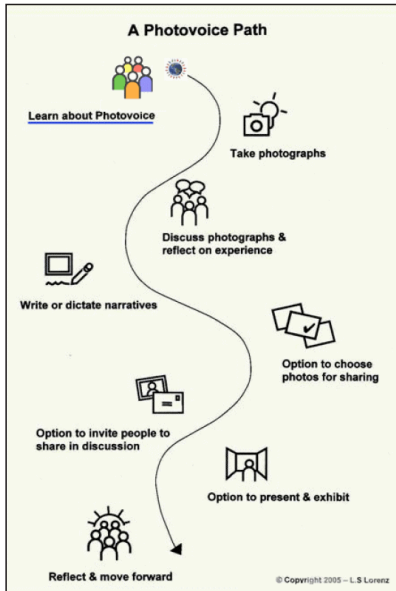 A Photovoice Path
Learn about Photovoice
Take photographs
Discuss photographs &
reflect on experience
Write or dictate narratives
Option to choose
photos for sharing
Option to invite people to
share in discussion
Option to present & exhibit
Reflect & move forward
© Copyright 2005 – L.S Lorenz